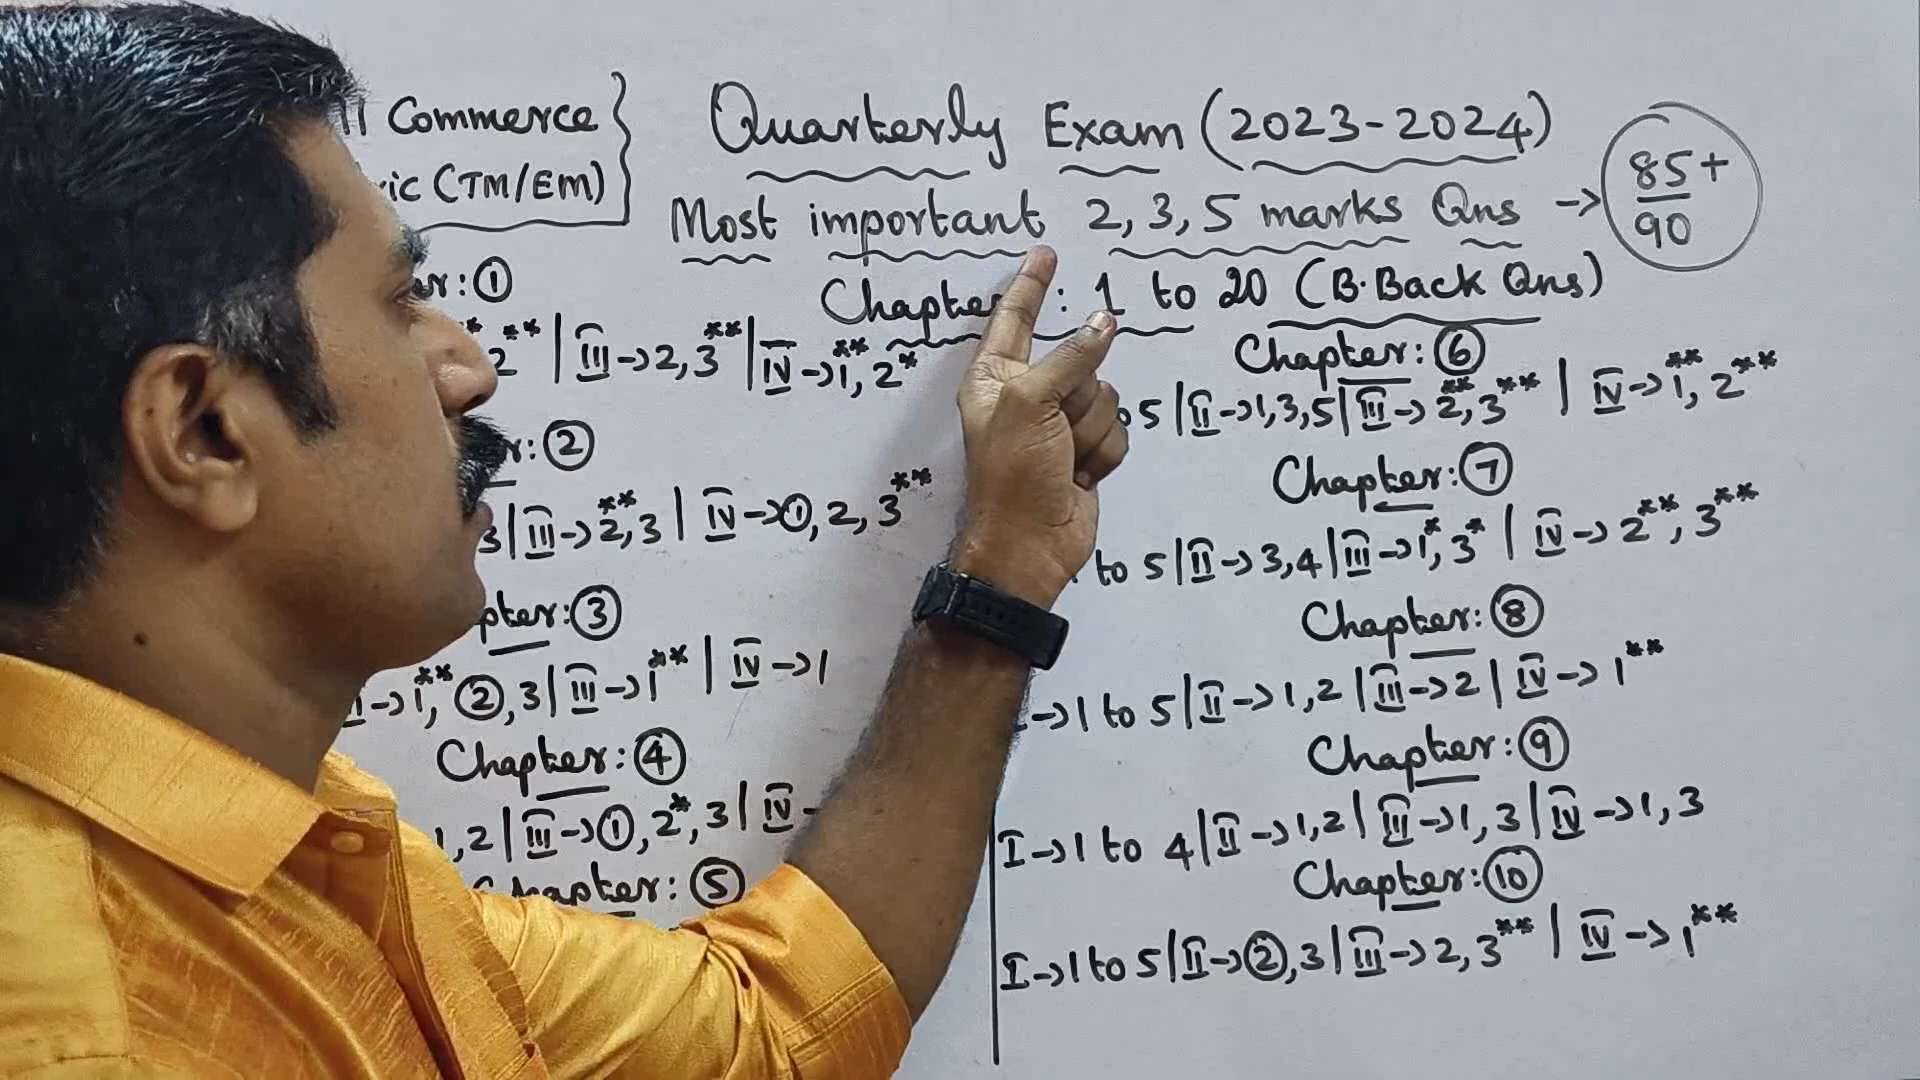 11 Commerce
(TM/EM)
Quarterly Exam (2023-2024)
Most important 2, 3, 5 marks Qns → 85+/90
Chapter : 1 to 20 (B.Back Qns)
: ①
2** | III → 2, 3** | IV → 1**, 2*
: ②
3 | III → 2**, 3 | IV → ①, 2, 3**
: ③
→ 1**, ②, 3 | III → 1** | IV → 1
Chapter: ④
1, 2 | III → ①, 2*, 3 | IV
Chapter: ⑤
Chapter: ⑥
5 | II → 1, 3, 5 | III → 2**, 3** | IV → 1**, 2**
Chapter: ⑦
to 5 | II → 3, 4 | III → 1*, 3* | IV → 2**, 3**
Chapter: ⑧
→ 1 to 5 | II → 1, 2 | III → 2 | IV → 1**
Chapter: ⑨
I → 1 to 4 | II → 1, 2 | III → 1, 3 | IV → 1, 3
Chapter: ⑩
I → 1 to 5 | II → ②, 3 | III → 2, 3** | IV → 1**